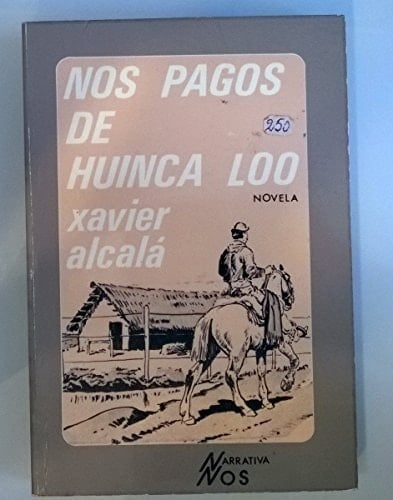 NOS PAGOS
DE
HUINCA LOO
NOVELA
xavier
alcalá
250
NARRATIVA
NOS